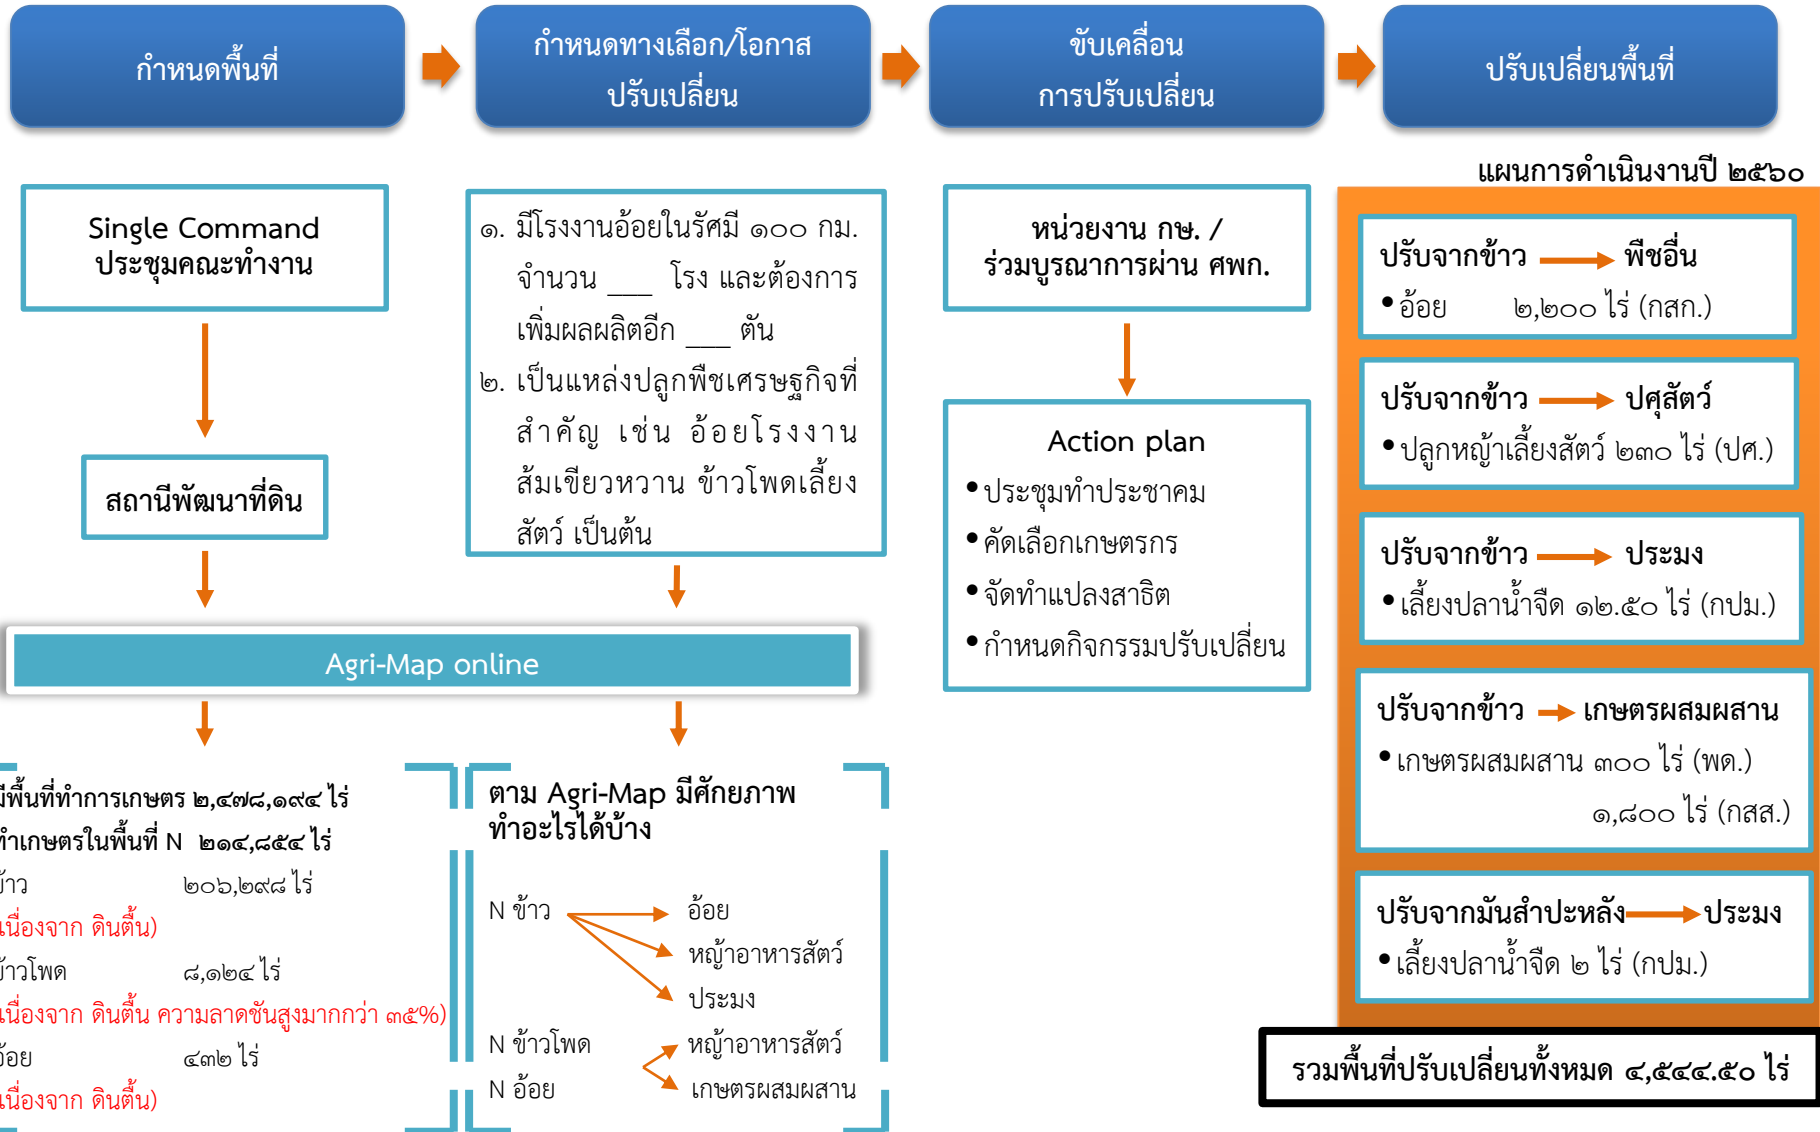 กำหนดพื้นที่
กำหนดทางเลือก/โอกาส
ปรับเปลี่ยน
ขับเคลื่อน
การปรับเปลี่ยน
ปรับเปลี่ยนพื้นที่
Single Command
ประชุมคณะทำงาน
สถานีพัฒนาที่ดิน
๑. มีโรงงานอ้อยในรัศมี ๑๐๐ กม.
จำนวน ___ โรง และต้องการ
เพิ่มผลผลิตอีก ___ ตัน
๒. เป็นแหล่งปลูกพืชเศรษฐกิจที่
สำคัญ เช่น อ้อยโรงงาน
ส้มเขียวหวาน ข้าวโพดเลี้ยง
สัตว์ เป็นต้น
Agri-Map online
มีพื้นที่ทำการเกษตร ๒,๔๗๘,๑๙๔ ไร่
ทำเกษตรในพื้นที่ N ๒๑๔,๘๕๔ ไร่
ข้าว ๒๐๖,๒๙๘ ไร่
เนื่องจาก ดินตื้น)
ข้าวโพด ๘,๑๒๔ ไร่
เนื่องจาก ดินตื้น ความลาดชันสูงมากกว่า ๓๕%)
อ้อย ๔๓๒ ไร่
เนื่องจาก ดินตื้น)
ตาม Agri-Map มีศักยภาพ
ทำอะไรได้บ้าง
N ข้าว อ้อย
หญ้าอาหารสัตว์
ประมง
N ข้าวโพด หญ้าอาหารสัตว์
N อ้อย เกษตรผสมผสาน
หน่วยงาน กษ. /
ร่วมบูรณาการผ่าน ศพก.
Action plan
• ประชุมทำประชาคม
• คัดเลือกเกษตรกร
• จัดทำแปลงสาธิต
• กำหนดกิจกรรมปรับเปลี่ยน
แผนการดำเนินงานปี ๒๕๖๐
ปรับจากข้าว พืชอื่น
• อ้อย ๒,๒๐๐ ไร่ (กสก.)
ปรับจากข้าว ปศุสัตว์
• ปลูกหญ้าเลี้ยงสัตว์ ๒๓๐ ไร่ (ปศ.)
ปรับจากข้าว ประมง
• เลี้ยงปลาน้ำจืด ๑๒.๕๐ ไร่ (กปม.)
ปรับจากข้าว เกษตรผสมผสาน
• เกษตรผสมผสาน ๓๐๐ ไร่ (พด.)
๑,๘๐๐ ไร่ (กสส.)
ปรับจากมันสำปะหลัง ประมง
• เลี้ยงปลาน้ำจืด ๒ ไร่ (กปม.)
รวมพื้นที่ปรับเปลี่ยนทั้งหมด ๔,๕๔๔.๕๐ ไร่